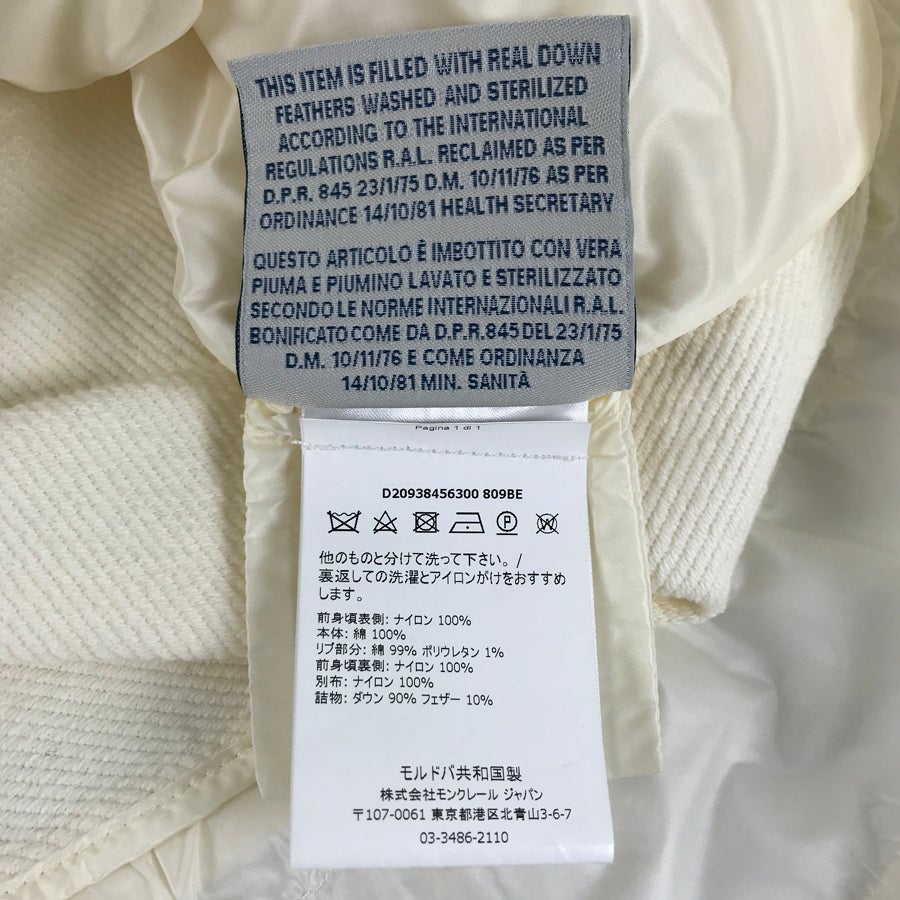 THIS ITEM IS FILLED WITH REAL DOWN
FEATHERS WASHED AND STERILIZED
ACCORDING TO THE INTERNATIONAL
REGULATIONS R.A.L. RECLAIMED AS PER
D.P.R. 845 23/1/75 D.M. 10/11/76 AS PER
ORDINANCE 14/10/81 HEALTH SECRETARY
QUESTO ARTICOLO È IMBOTTITO CON VERA
PIUMA E PIUMINO LAVATO E STERILIZZATO
SECONDO LE NORME INTERNAZIONALI R.A.L.
BONIFICATO COME DA D.P.R. 845 DEL 23/1/75
D.M. 10/11/76 E COME ORDINANZA
14/10/81 MIN. SANITÀ
Pagina 1 di 1
D20938456300 809BE
P
W
他のものと分けて洗って下さい。/
裏返しての洗濯とアイロンがけをおすすめ
します。
前身頃表側: ナイロン 100%
本体: 綿 100%
リブ部分: 綿 99% ポリウレタン 1%
前身頃裏側: ナイロン 100%
別布: ナイロン 100%
詰物: ダウン 90% フェザー 10%
モルドバ共和国製
株式会社モンクレール ジャパン
〒107-0061 東京都港区北青山3-6-7
03-3486-2110